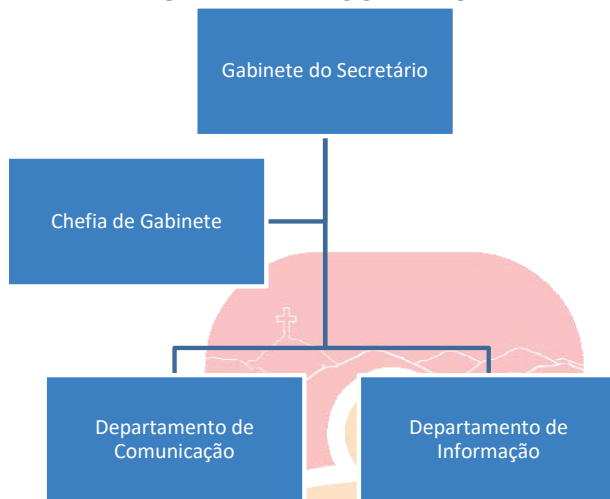 Gabinete do Secretário
Chefia de Gabinete
Departamento de
Comunicação
Departamento de
Informação